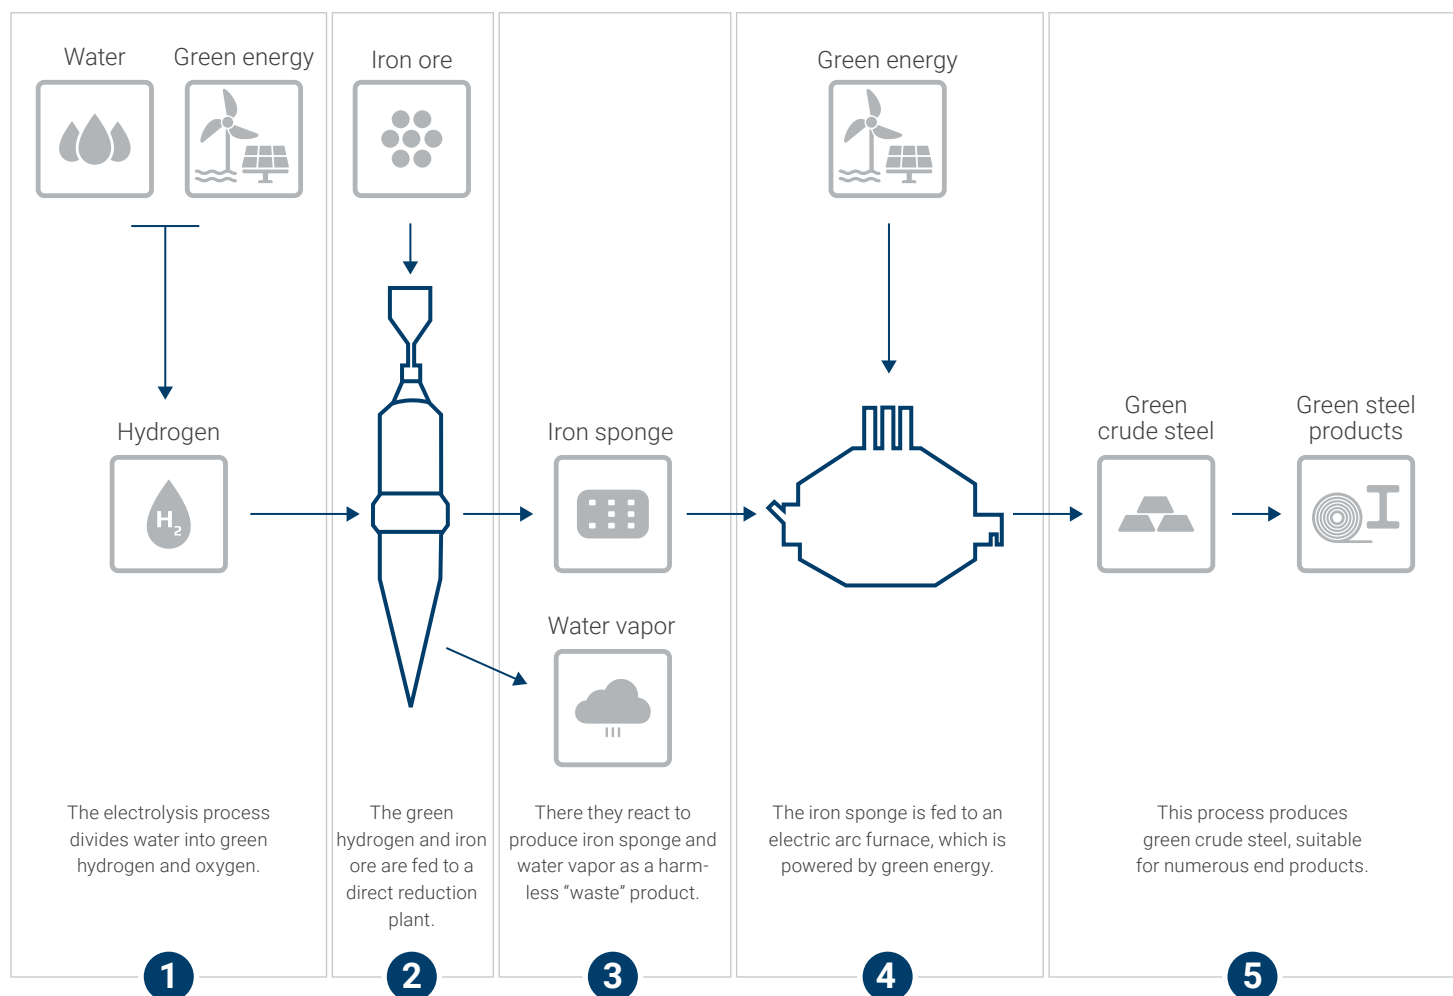 Water
Green energy
Hydrogen
H2
The electrolysis process
divides water into green
hydrogen and oxygen.
1
Iron ore
The green
hydrogen and iron
ore are fed to a
direct reduction
plant.
2
Iron sponge
Water vapor
There they react to
produce iron sponge and
water vapor as a harm-
less “waste” product.
3
Green energy
The iron sponge is fed to an
electric arc furnace, which is
powered by green energy.
4
Green
crude steel
Green steel
products
This process produces
green crude steel, suitable
for numerous end products.
5